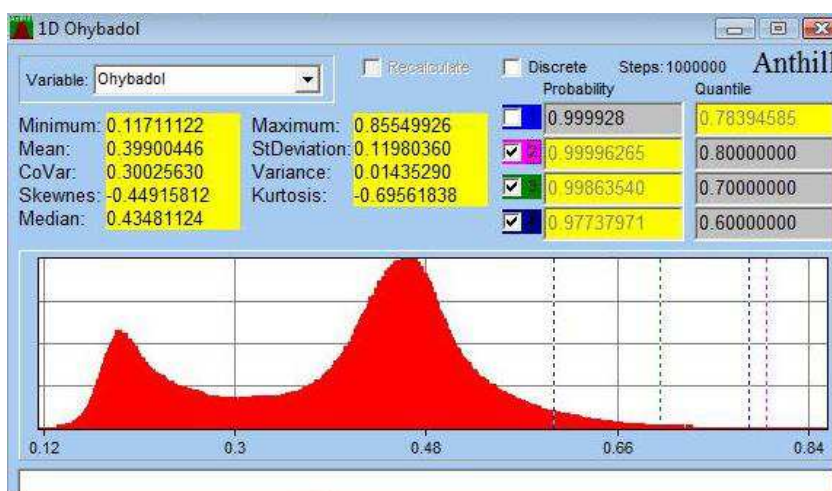 1D Ohybadol
Variable: Ohybadol
Recalculate
Discrete Steps: 1000000 Anthill
Probability Quantile
Minimum: 0.11711122 Maximum: 0.85549926
Mean: 0.39900446 StDeviation: 0.11980360
CoVar: 0.30025630 Variance: 0.01435290
Skewnes: -0.44915812 Kurtosis: -0.69561838
Median: 0.43481124
1 0.999928 0.78394585
2 0.99996265 0.80000000
3 0.99863540 0.70000000
0.97737971 0.60000000
0.12 0.3 0.48 0.66 0.84